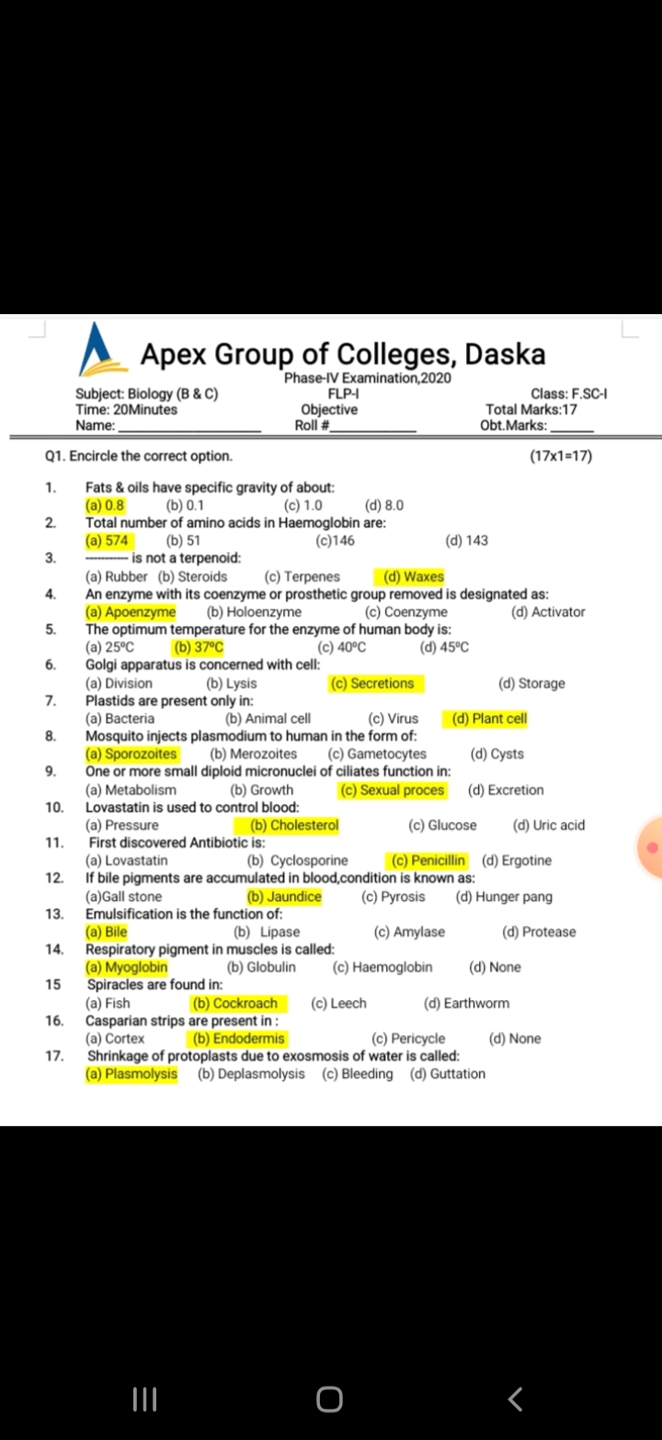 Apex Group of Colleges, Daska
Phase-IV Examination,2020
Subject: Biology (B & C) FLP-I Class: F.SC-I
Time: 20Minutes Objective Total Marks:17
Name: ____________ Roll #____________ Obt.Marks: ______
Q1. Encircle the correct option. (17x1=17)
1. Fats & oils have specific gravity of about:
(a) 0.8 (b) 0.1 (c) 1.0 (d) 8.0
2. Total number of amino acids in Haemoglobin are:
(a) 574 (b) 51 (c)146 (d) 143
3. ----------- is not a terpenoid:
(a) Rubber (b) Steroids (c) Terpenes (d) Waxes
4. An enzyme with its coenzyme or prosthetic group removed is designated as:
(a) Apoenzyme (b) Holoenzyme (c) Coenzyme (d) Activator
5. The optimum temperature for the enzyme of human body is:
(a) 25ºC (b) 37ºC (c) 40ºC (d) 45ºC
6. Golgi apparatus is concerned with cell:
(a) Division (b) Lysis (c) Secretions (d) Storage
7. Plastids are present only in:
(a) Bacteria (b) Animal cell (c) Virus (d) Plant cell
8. Mosquito injects plasmodium to human in the form of:
(a) Sporozoites (b) Merozoites (c) Gametocytes (d) Cysts
9. One or more small diploid micronuclei of ciliates function in:
(a) Metabolism (b) Growth (c) Sexual proces (d) Excretion
10. Lovastatin is used to control blood:
(a) Pressure (b) Cholesterol (c) Glucose (d) Uric acid
11. First discovered Antibiotic is:
(a) Lovastatin (b) Cyclosporine (c) Penicillin (d) Ergotine
12. If bile pigments are accumulated in blood,condition is known as:
(a)Gall stone (b) Jaundice (c) Pyrosis (d) Hunger pang
13. Emulsification is the function of:
(a) Bile (b) Lipase (c) Amylase (d) Protease
14. Respiratory pigment in muscles is called:
(a) Myoglobin (b) Globulin (c) Haemoglobin (d) None
15 Spiracles are found in:
(a) Fish (b) Cockroach (c) Leech (d) Earthworm
16. Casparian strips are present in :
(a) Cortex (b) Endodermis (c) Pericycle (d) None
17. Shrinkage of protoplasts due to exosmosis of water is called:
(a) Plasmolysis (b) Deplasmolysis (c) Bleeding (d) Guttation